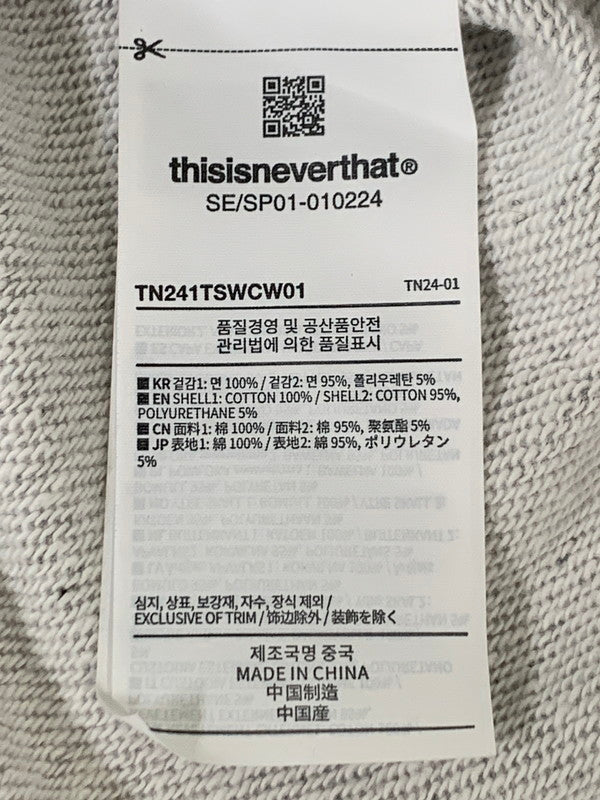 thisisneverthat®
SE/SP01-010224
TN241TSWCW01
TN24-01
품질경영 및 공산품안전
관리법에 의한 품질표시
KR 겉감1: 면 100% / 겉감2: 면 95%, 폴리우레탄 5%
EN SHELL1: COTTON 100% / SHELL2: COTTON 95%,
POLYURETHANE 5%
CN 面料1: 棉 100% / 面料2: 棉 95%, 聚氨酯 5%
JP 表地1: 綿 100% / 表地2: 綿 95%, ポリウレタン
5%
심지, 상표, 보강재, 자수, 장식 제외 /
EXCLUSIVE OF TRIM / 饰边除外 / 装飾を除く
제조국명 중국
MADE IN CHINA
中国制造
中国産